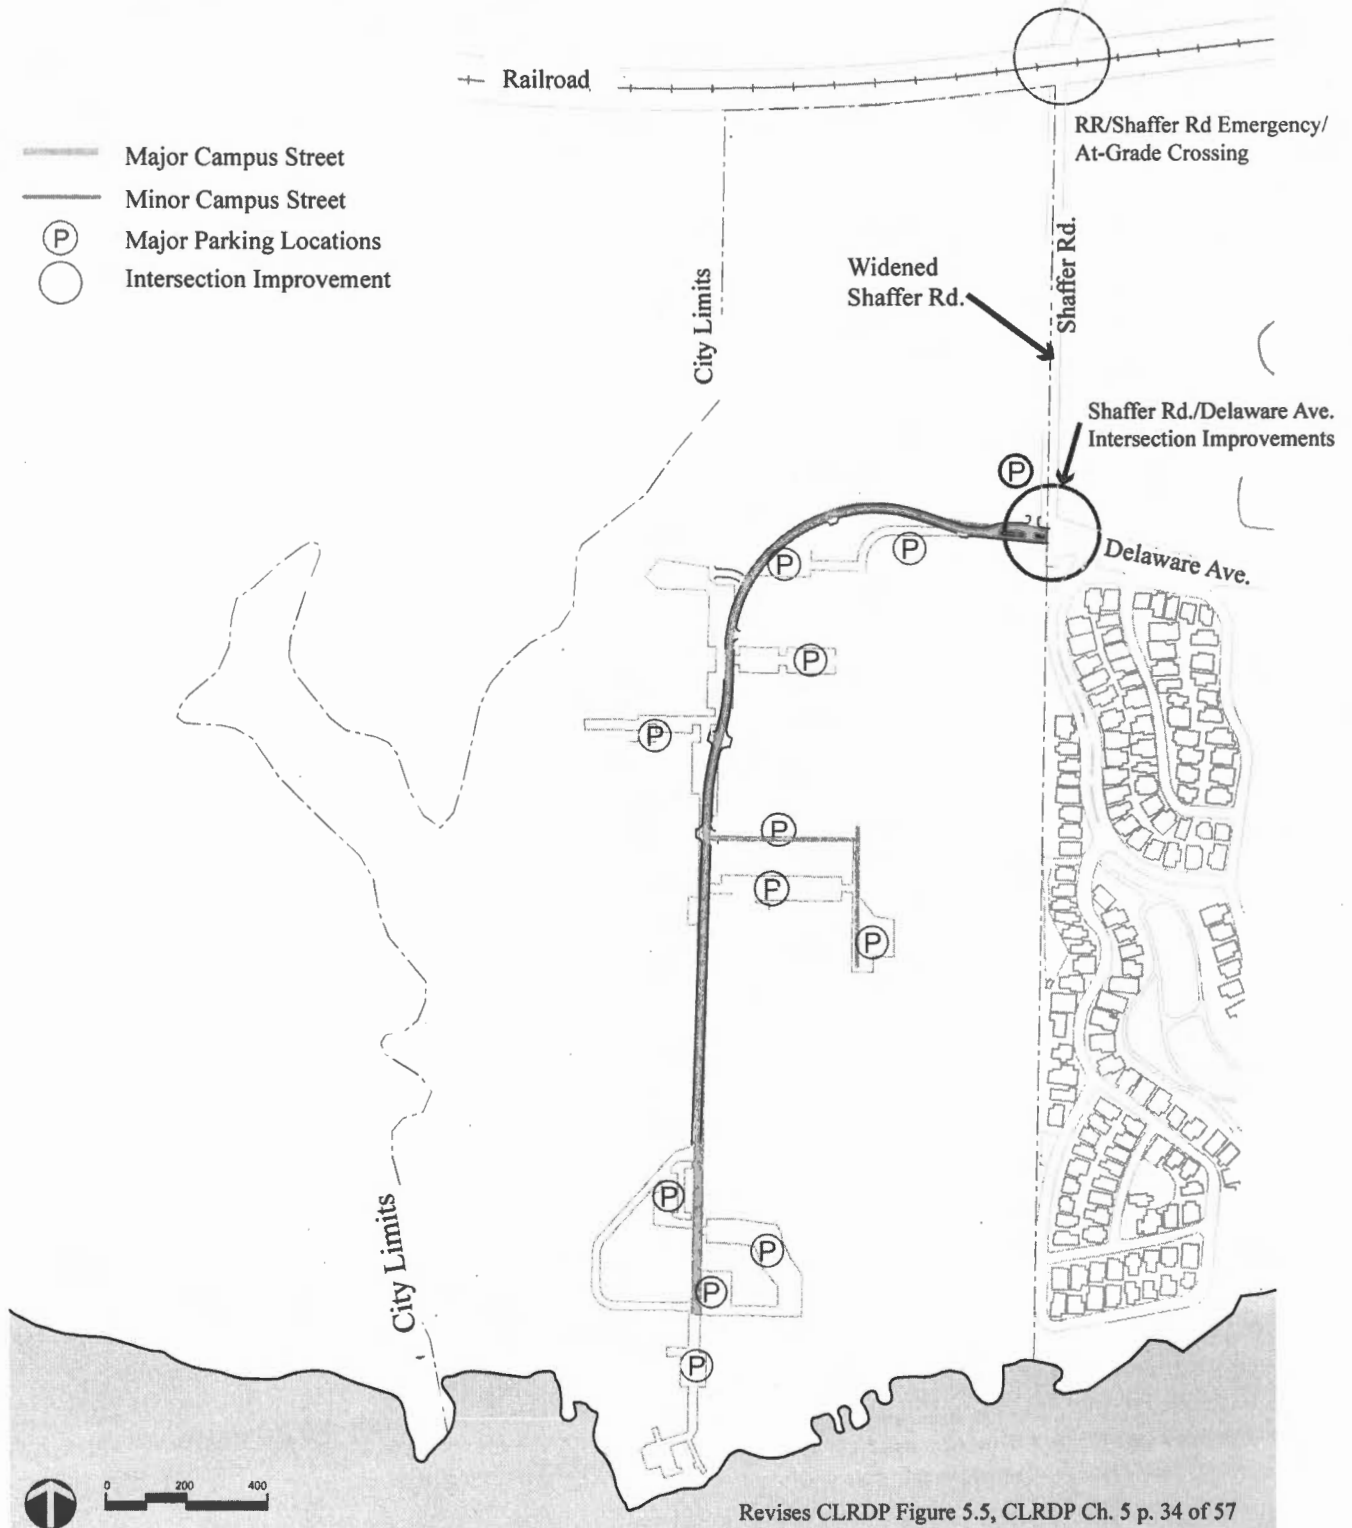 Railroad
RR/Shaffer Rd Emergency/
At-Grade Crossing
Major Campus Street
Minor Campus Street
P
Major Parking Locations
Intersection Improvement
Widened
Shaffer Rd.
Shaffer Rd.
City Limits
Shaffer Rd./Delaware Ave.
Intersection Improvements
P
Delaware Ave.
P
P
P
P
P
P
P
P
P
P
P
City Limits
0 200 400
Revises CLRDP Figure 5.5, CLRDP Ch. 5 p. 34 of 57